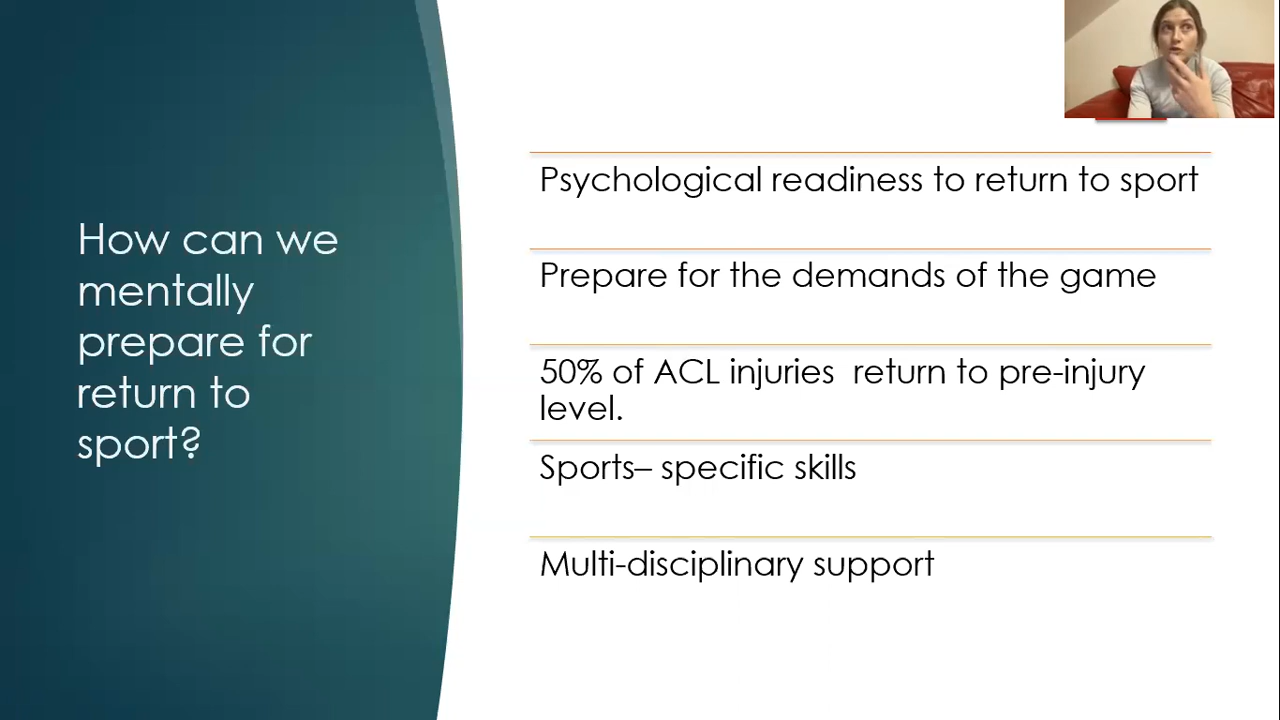 How can we
mentally
prepare for
return to
sport?
Psychological readiness to return to sport
Prepare for the demands of the game
50% of ACL injuries  return to pre-injury
level.
Sports– specific skills
Multi-disciplinary support